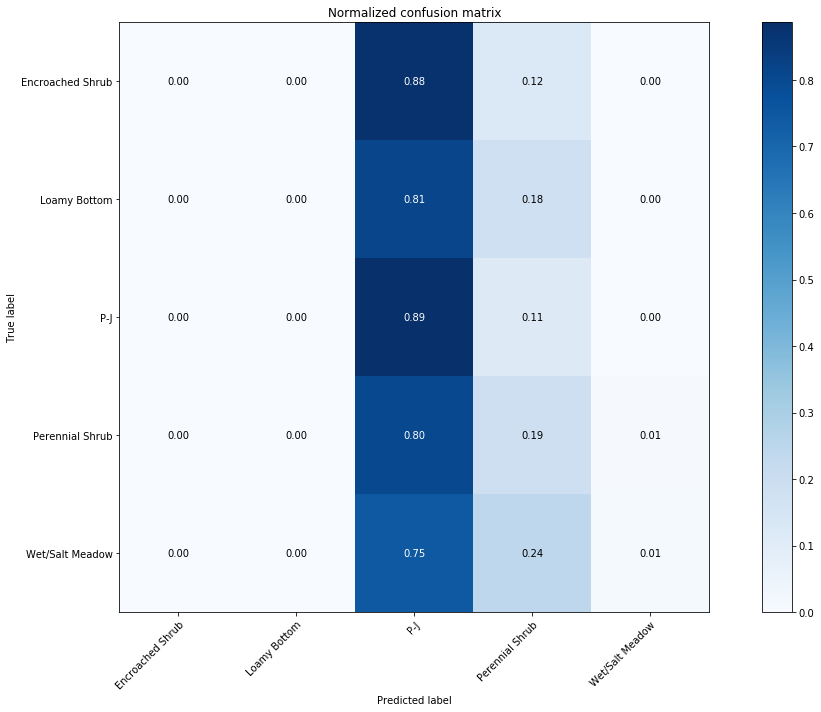 Normalized confusion matrix
Encroached Shrub 0.00 0.00 0.88 0.12 0.00
Loamy Bottom 0.00 0.00 0.81 0.18 0.00
P-J 0.00 0.00 0.89 0.11 0.00
Perennial Shrub 0.00 0.00 0.80 0.19 0.01
Wet/Salt Meadow 0.00 0.00 0.75 0.24 0.01
True label
Encroached Shrub Loamy Bottom P-J Perennial Shrub Wet/Salt Meadow
Predicted label
0.8
0.7
0.6
0.5
0.4
0.3
0.2
0.1
0.0